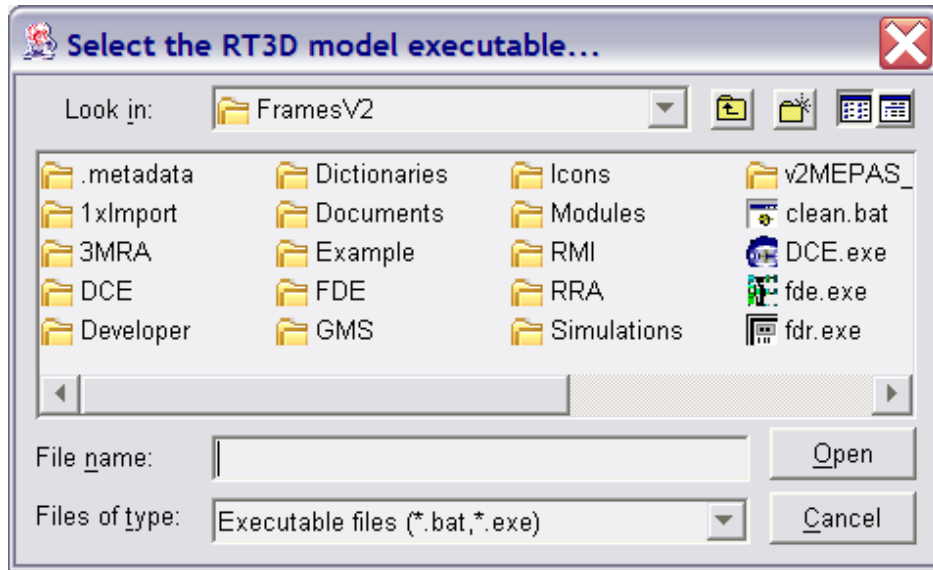 Select the RT3D model executable...
Look in: FramesV2
.metadata Dictionaries Icons v2MEPAS_
1xImport Documents Modules clean.bat
3MRA Example RMI DCE.exe
DCE FDE RRA fde.exe
Developer GMS Simulations fdr.exe
File name: Open
Files of type: Executable files (*.bat,*.exe) Cancel